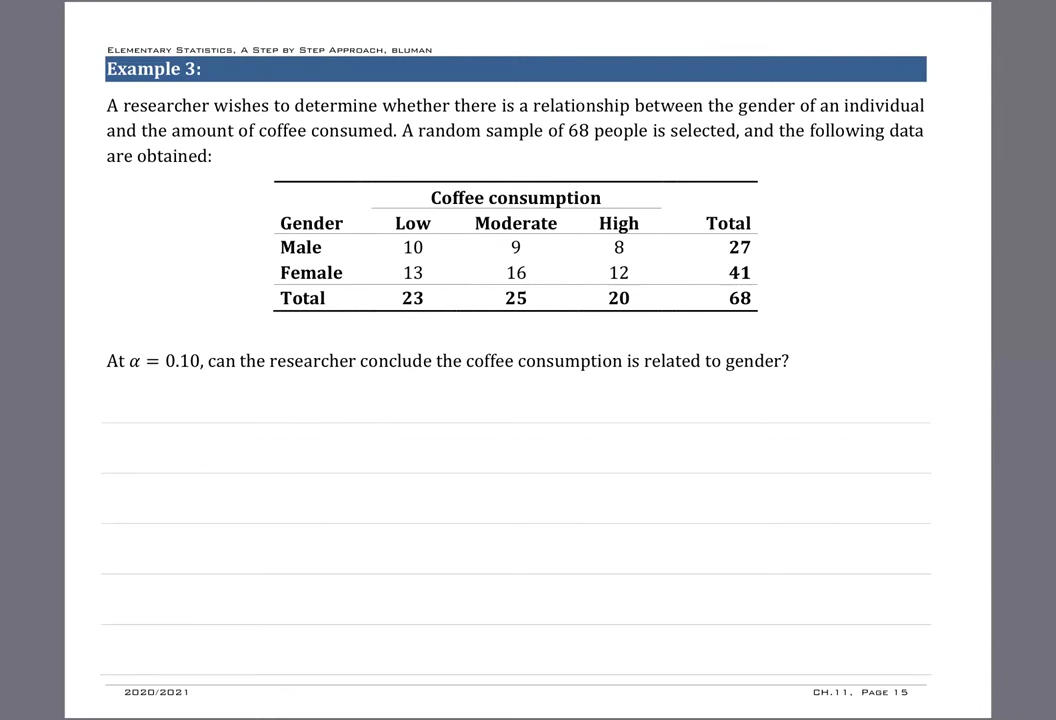 ELEMENTARY STATISTICS, A STEP BY STEP APPROACH, BLUMAN
Example 3:
A researcher wishes to determine whether there is a relationship between the gender of an individual
and the amount of coffee consumed. A random sample of 68 people is selected, and the following data
are obtained:
Coffee consumption
Gender Low Moderate High Total
Male 10 9 8 27
Female 13 16 12 41
Total 23 25 20 68
At α = 0.10, can the researcher conclude the coffee consumption is related to gender?
2020/2021 CH.11, PAGE 15